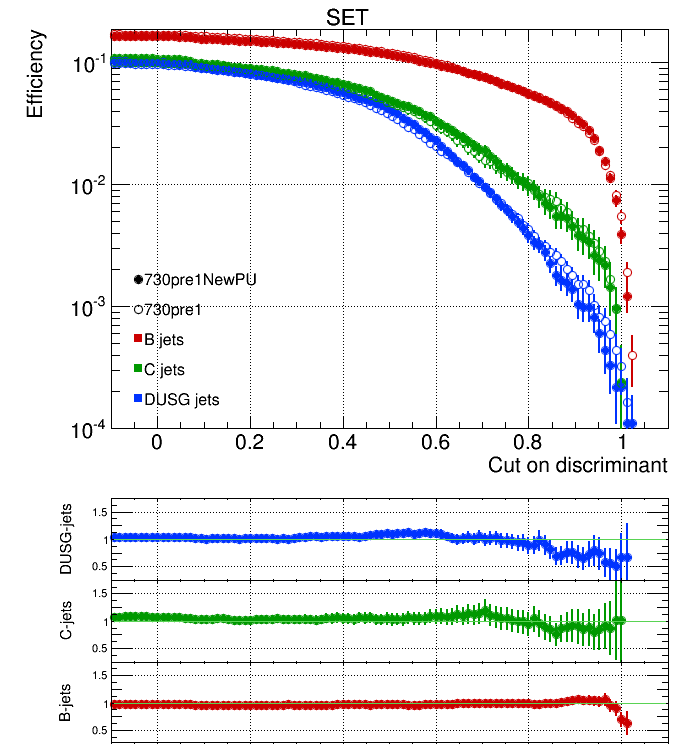 SET
Efficiency
10^-1
10^-2
10^-3
10^-4
730pre1NewPU
730pre1
B jets
C jets
DUSG jets
0 0.2 0.4 0.6 0.8 1
Cut on discriminant
DUSG-jets
1.5
1
0.5
C-jets
1.5
1
0.5
B-jets
1.5
1
0.5